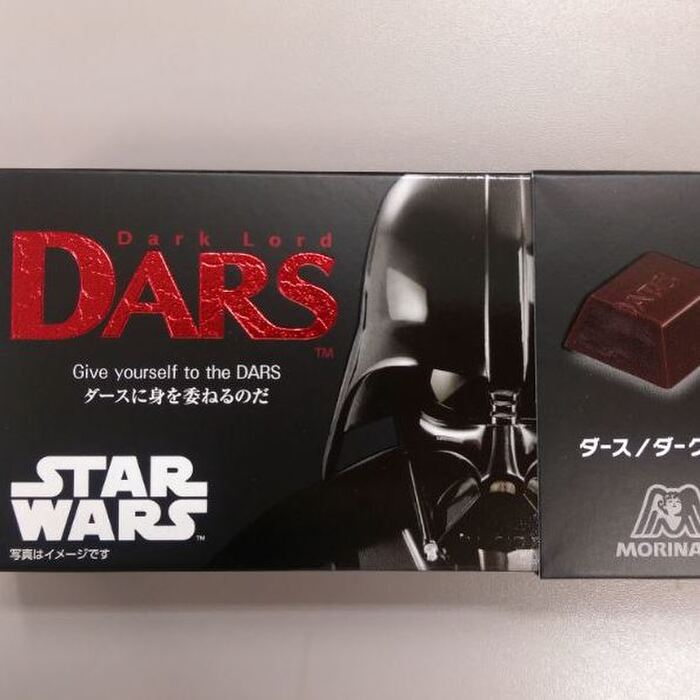 Dark Lord
DARS
TM
Give yourself to the DARS
ダースに身を委ねるのだ
STAR
WARS
TM
写真はイメージです
DARS
ダース/ダーク
MORINA